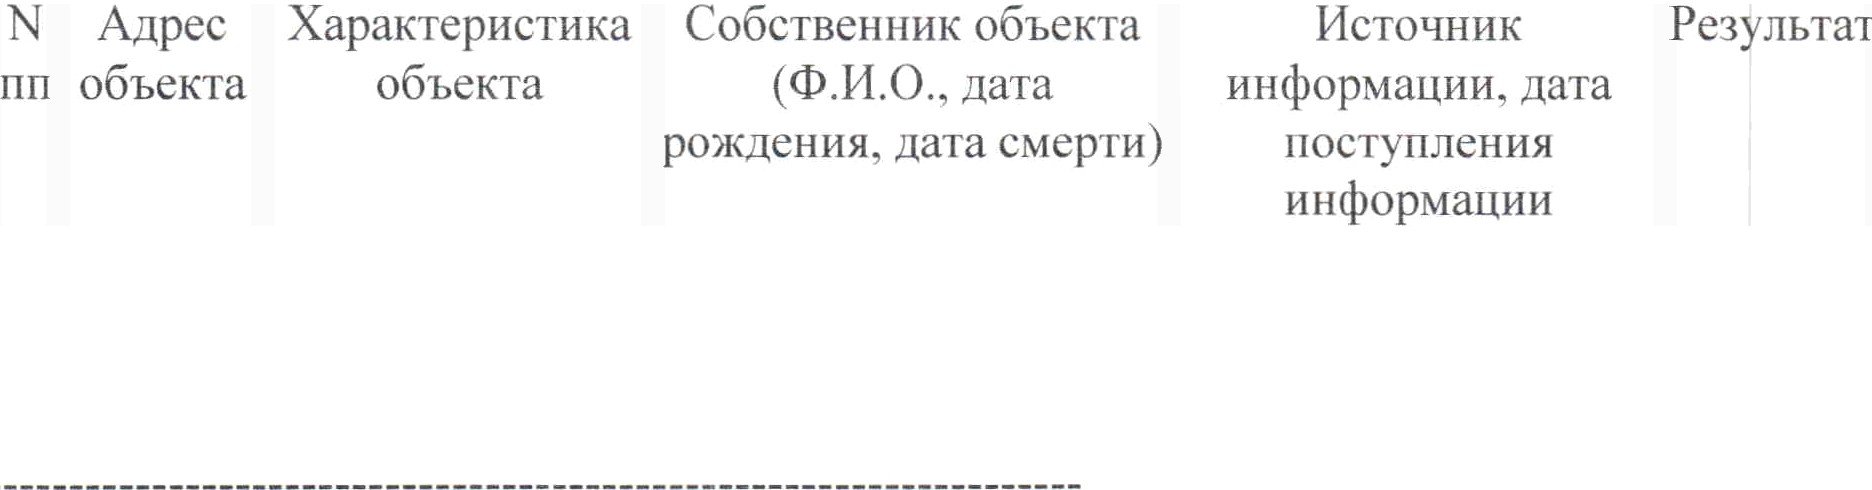 N пп
Адрес объекта
Характеристика объекта
Собственник объекта (Ф.И.О., дата рождения, дата смерти)
Источник информации, дата поступления информации
Результат